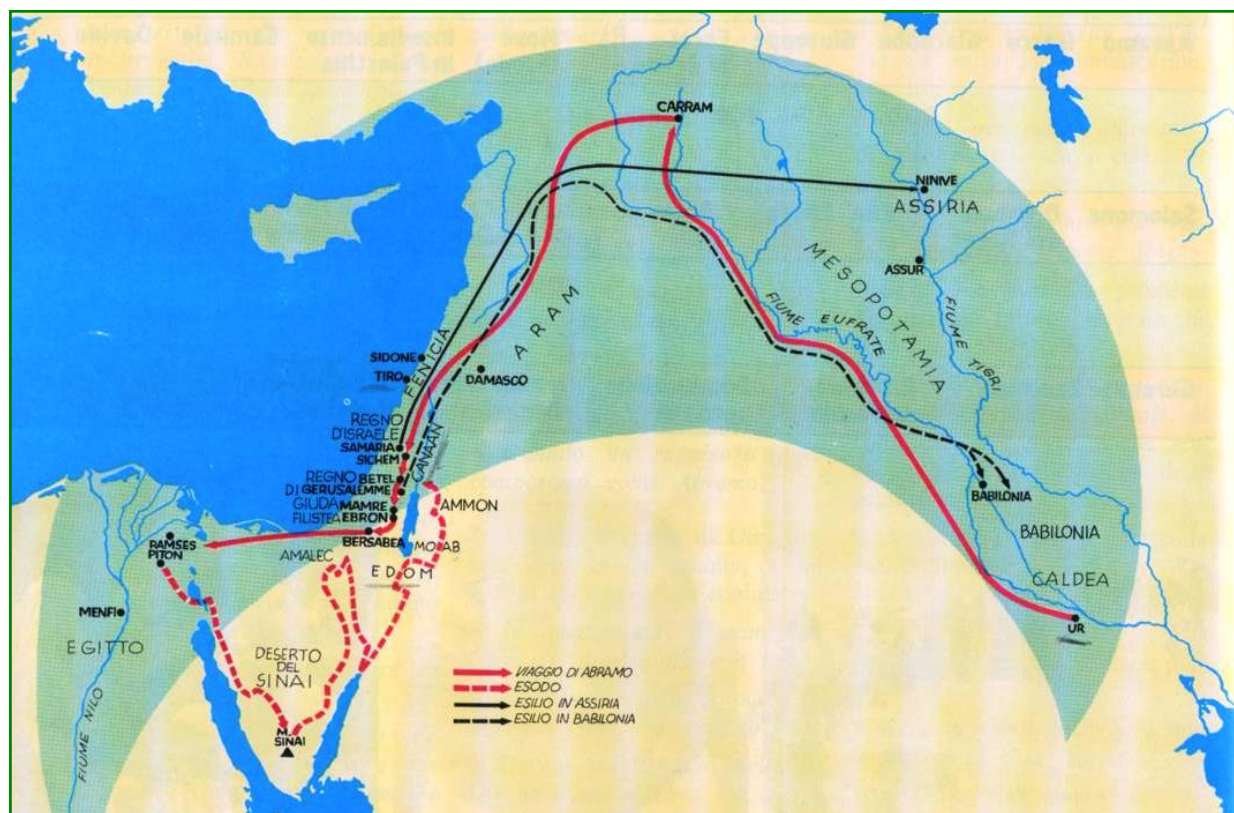 CARRAM
NINIVE
ASSIRIA
ASSUR
MESOPOTAMIA
FIUME EUFRATE
FIUME TIGRI
ARAM
FENICIA
SIDONE
TIRO
DAMASCO
REGNO
D'ISRAELE
SAMARIA
SICHEM
CANAAN
REGNO
DI
GIUDA
BETEL
GERUSALEMME
MAMRE
FILISTEA
EBRON
BERSABEA
AMMON
MOAB
EDOM
AMALEC
RAMSES
PITON
MENFI
EGITTO
FIUME NILO
DESERTO
DEL
SINAI
M.
SINAI
BABILONIA
BABILONIA
CALDEA
UR
VIAGGIO DI ABRAMO
ESODO
ESILIO IN ASSIRIA
ESILIO IN BABILONIA